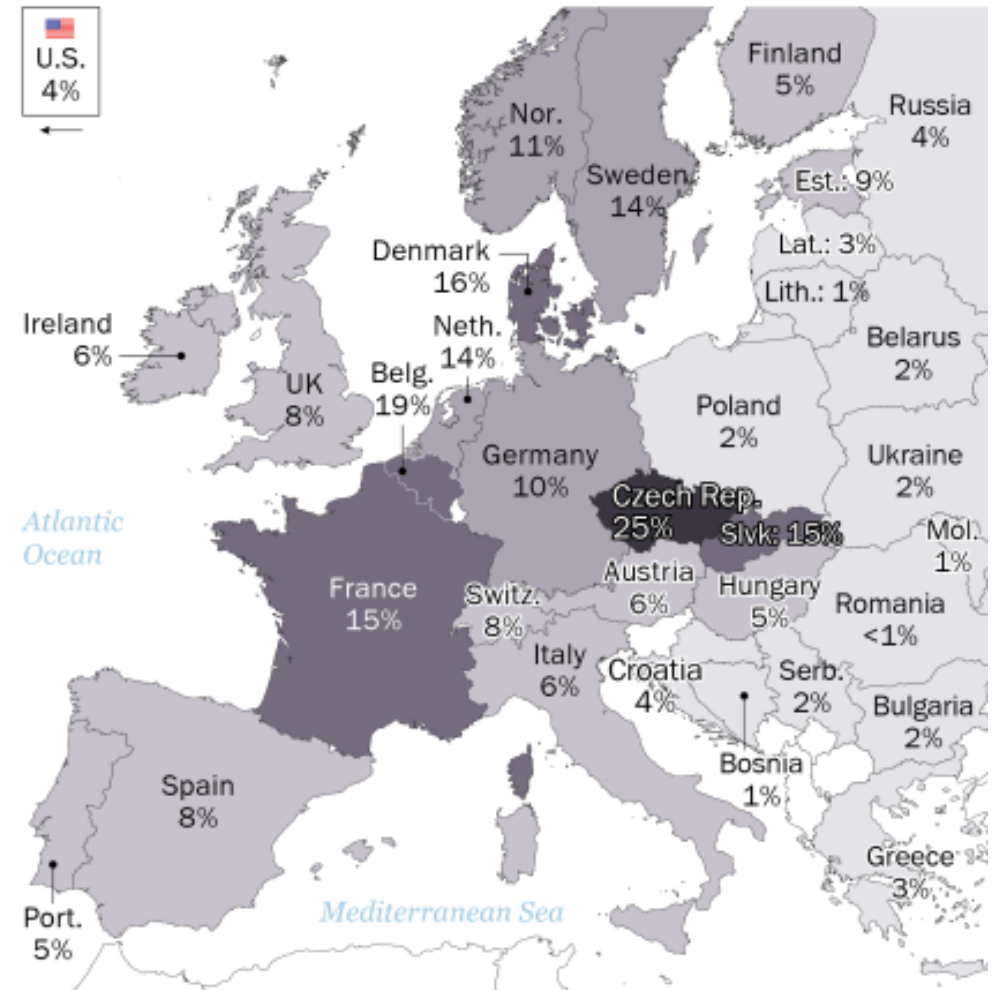 U.S.
4%
Finland
5%
Russia
4%
Nor.
11%
Sweden
14%
Est.: 9%
Lat.: 3%
Lith.: 1%
Denmark
16%
Neth.
14%
Ireland
6%
UK
8%
Belg.
19%
Belarus
2%
Poland
2%
Germany
10%
Ukraine
2%
Czech Rep.
25%
Slvk: 15%
Atlantic
Ocean
Mol.
1%
France
15%
Switz.
8%
Austria
6%
Hungary
5%
Romania
<1%
Italy
6%
Croatia
4%
Serb.
2%
Bulgaria
2%
Bosnia
1%
Spain
8%
Greece
3%
Port.
5%
Mediterranean Sea